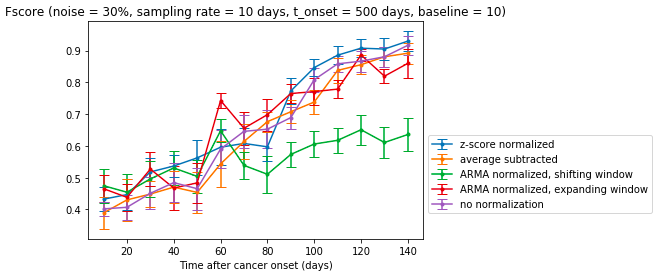 Fscore (noise = 30%, sampling rate = 10 days, t_onset = 500 days, baseline = 10)
0.9
0.8
0.7
0.6
0.5
0.4
20 40 60 80 100 120 140
Time after cancer onset (days)
z-score normalized
average subtracted
ARMA normalized, shifting window
ARMA normalized, expanding window
no normalization